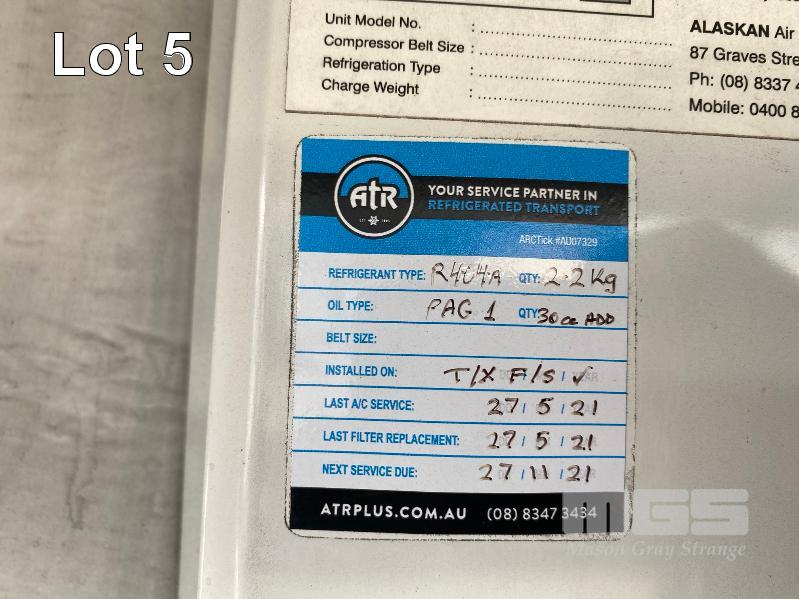 Lot 5
Unit Model No. :
Compressor Belt Size :
Refrigeration Type :
Charge Weight :
ALASKAN Air
87 Graves Stre
Ph: (08) 8337 4
Mobile: 0400 8
AtR
YOUR SERVICE PARTNER IN
REFRIGERATED TRANSPORT
ARCTick #AU07329
REFRIGERANT TYPE: R404A QTY: 2.2Kg
OIL TYPE: PAG 1 QTY: 30cc ADD
BELT SIZE:
INSTALLED ON: T/X F/S / ✓
LAST A/C SERVICE: 27 / 5 / 21
LAST FILTER REPLACEMENT: 27 / 5 / 21
NEXT SERVICE DUE: 27 / 11 / 21
ATRPLUS.COM.AU (08) 8347 3434
MGS
Mason Gray Strange